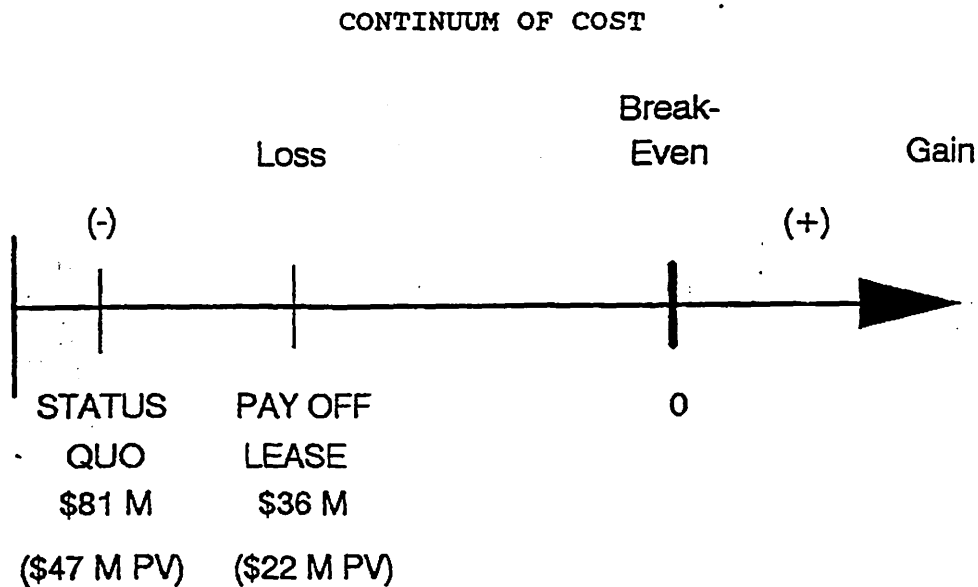 CONTINUUM OF COST
Break-
Loss Even Gain
(-) (+)
STATUS PAY OFF 0
QUO LEASE
$81 M $36 M
($47 M PV) ($22 M PV)